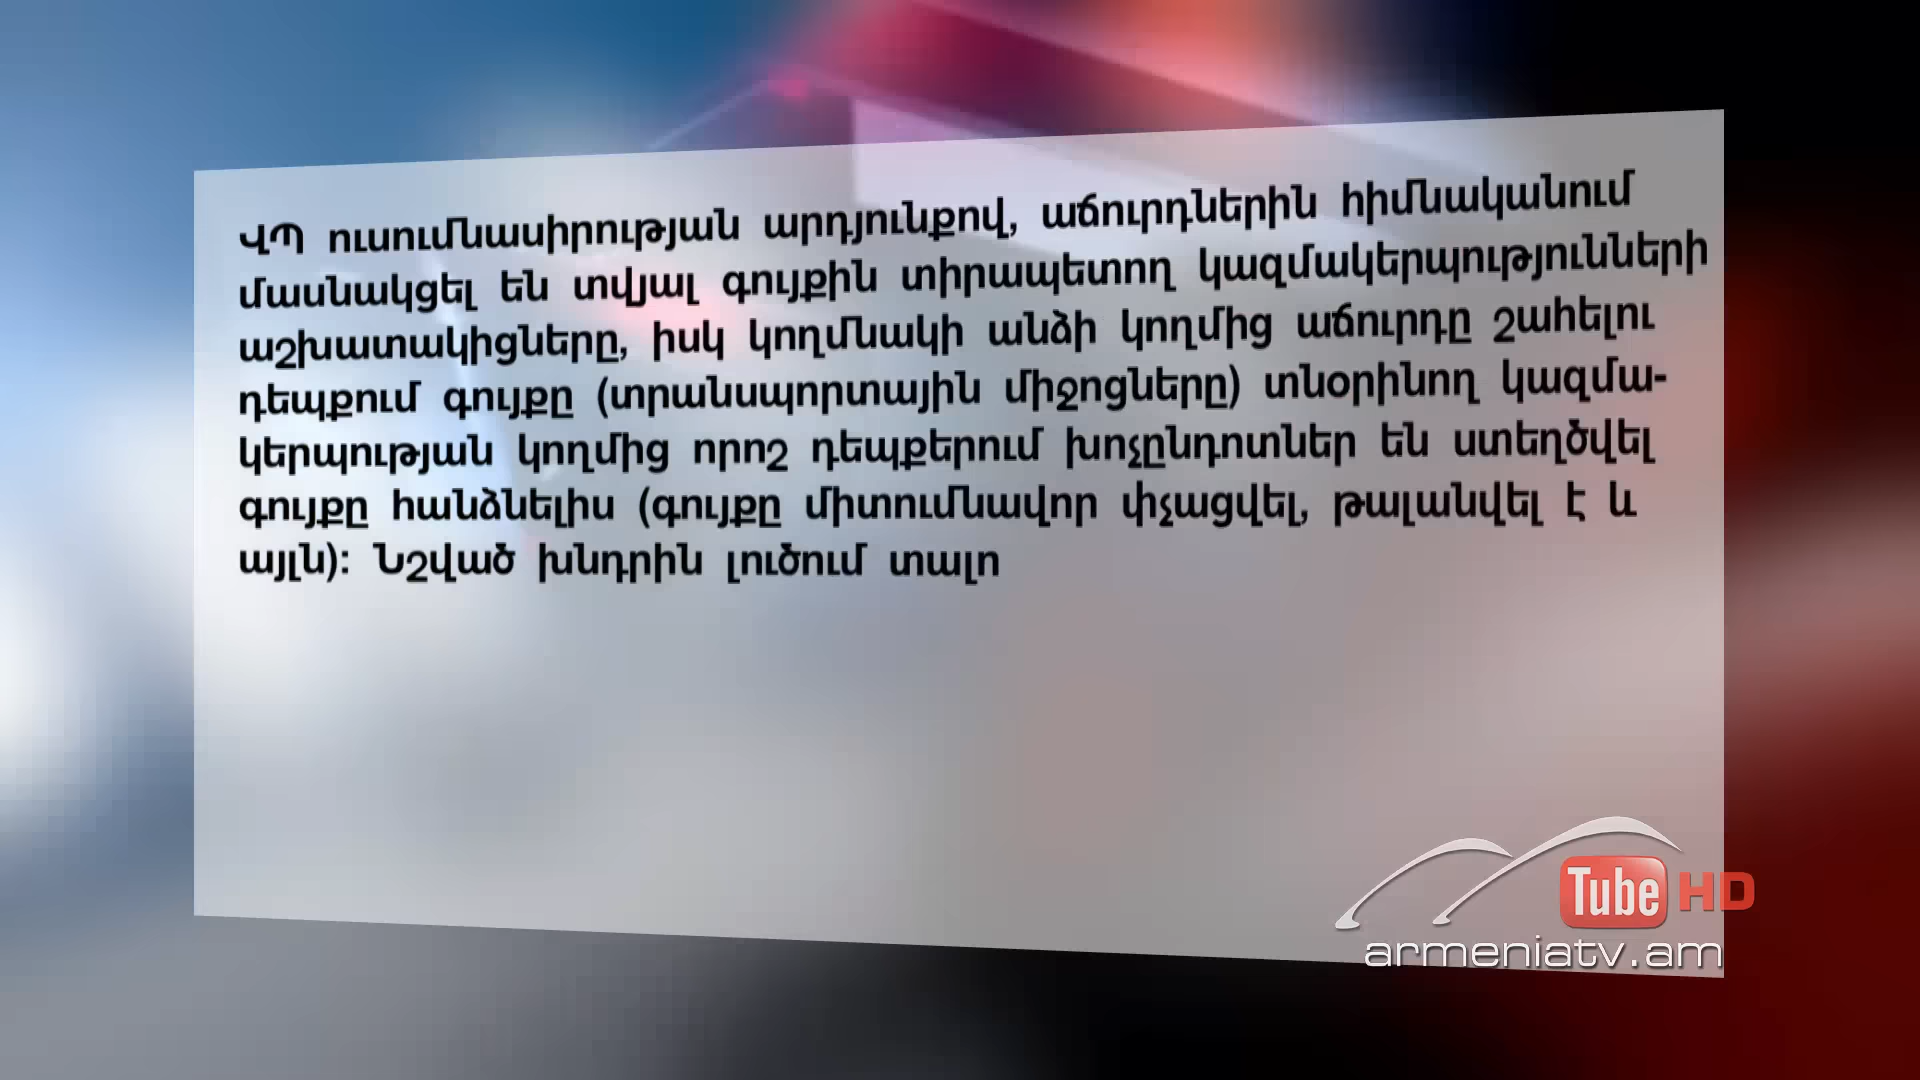 ՎՊ ուսումնասիրության արդյունքով, աճուրդներին հիմնականում
մասնակցել են տվյալ գույքին տիրապետող կազմակերպությունների
աշխատակիցները, իսկ կողմնակի անձի կողմից աճուրդը շահելու
դեպքում գույքը (տրանսպորտային միջոցները) տնօրինող կազմա-
կերպության կողմից որոշ դեպքերում խոչընդոտներ են ստեղծվել
գույքը հանձնելիս (գույքը միտումնավոր փչացվել, թալանվել է և
այլն): Նշված խնդրին լուծում տալո
Tube HD
armeniatv.am